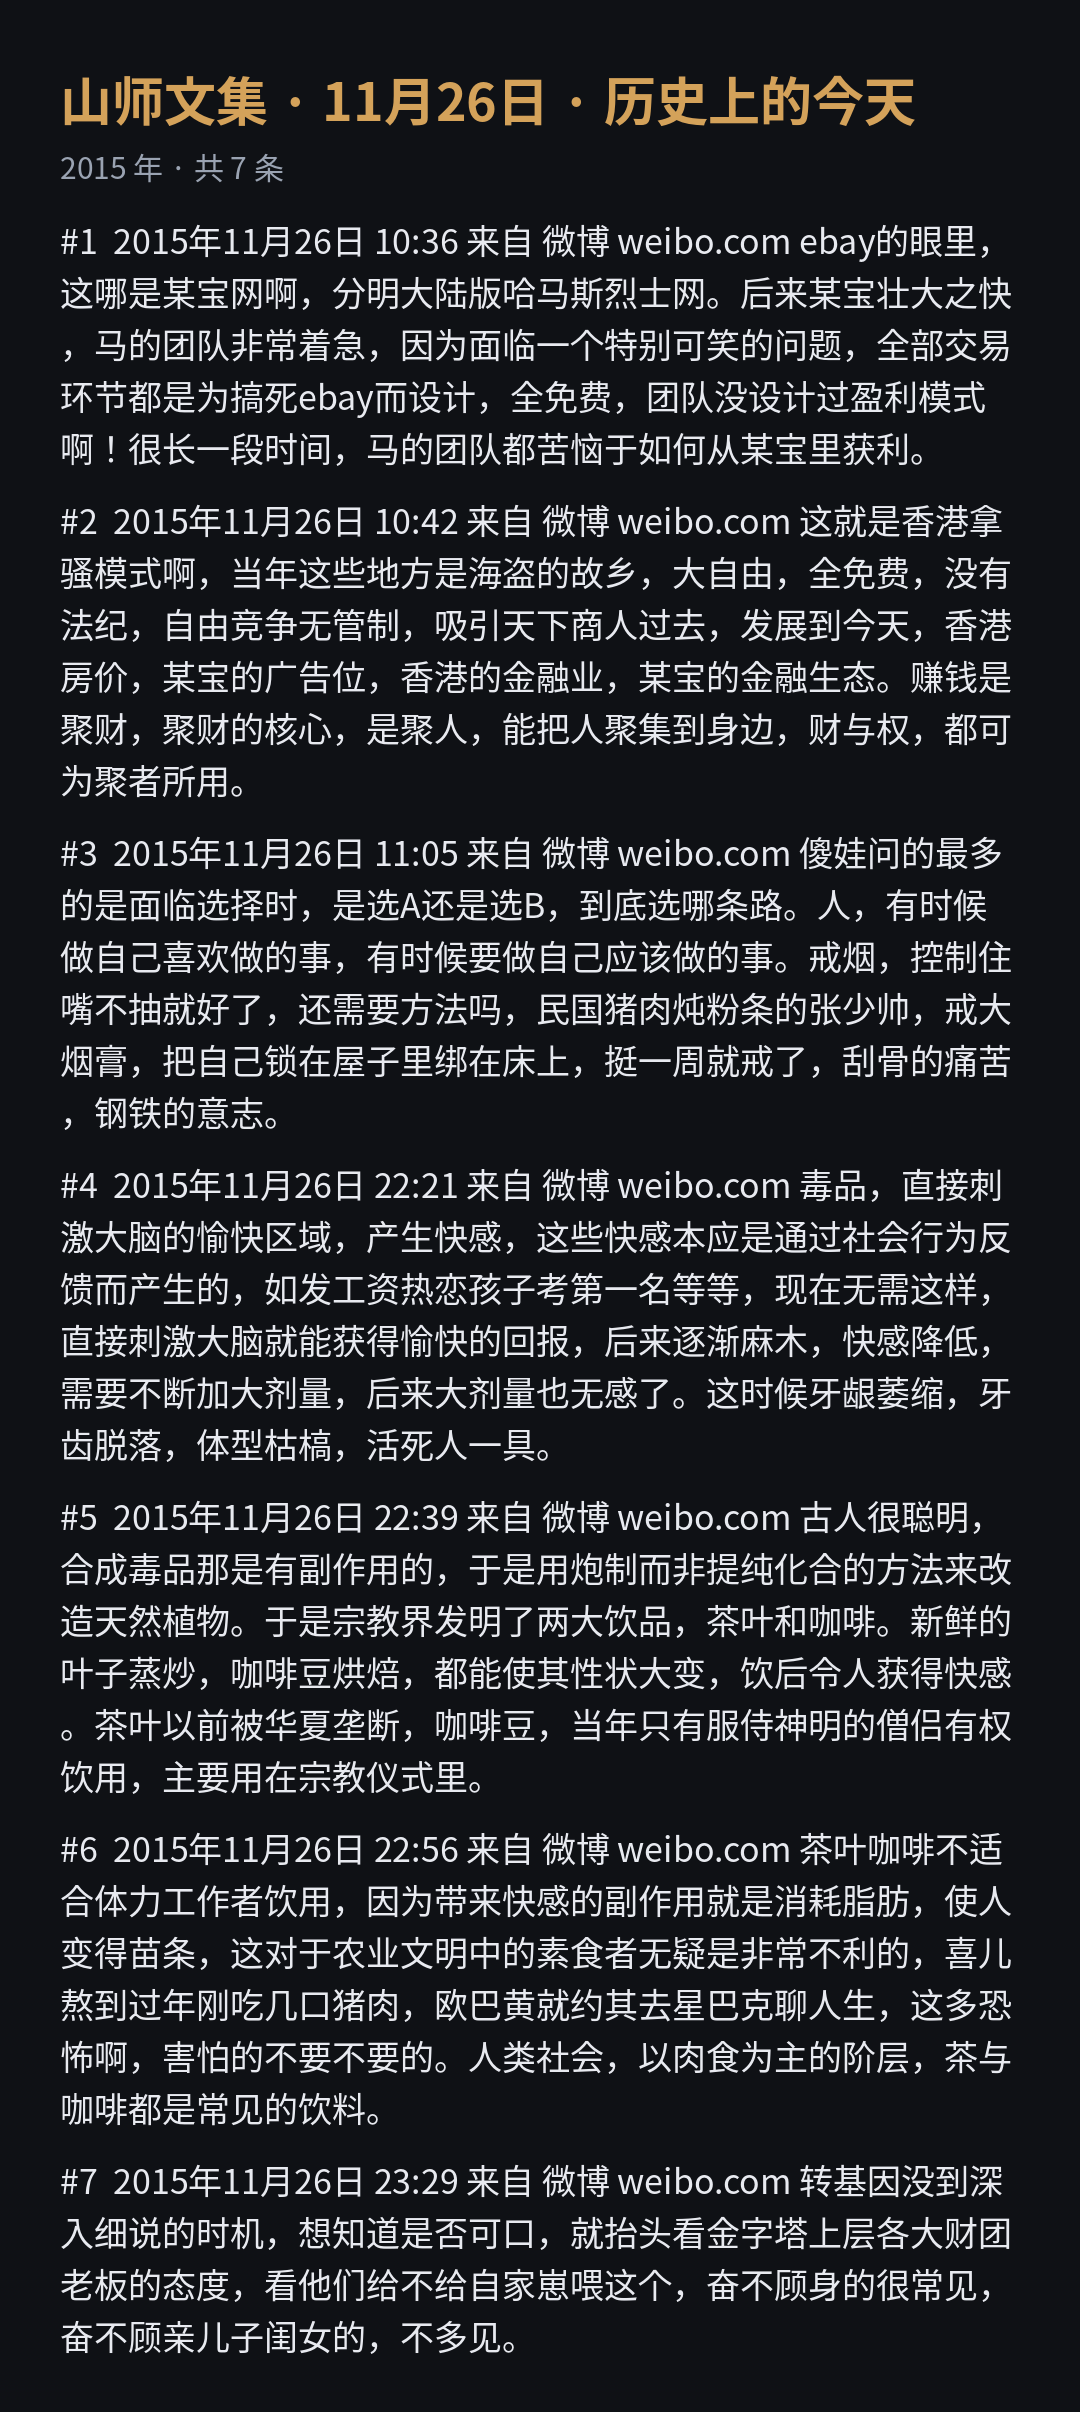 山师文集 · 11月26日 · 历史上的今天
2015 年 · 共 7 条
#1 2015年11月26日 10:36 来自 微博 weibo.com ebay的眼里，
这哪是某宝网啊，分明大陆版哈马斯烈士网。后来某宝壮大之快
，马的团队非常着急，因为面临一个特别可笑的问题，全部交易
环节都是为搞死ebay而设计，全免费，团队没设计过盈利模式
啊！很长一段时间，马的团队都苦恼于如何从某宝里获利。
#2 2015年11月26日 10:42 来自 微博 weibo.com 这就是香港拿
骚模式啊，当年这些地方是海盗的故乡，大自由，全免费，没有
法纪，自由竞争无管制，吸引天下商人过去，发展到今天，香港
房价，某宝的广告位，香港的金融业，某宝的金融生态。赚钱是
聚财，聚财的核心，是聚人，能把人聚集到身边，财与权，都可
为聚者所用。
#3 2015年11月26日 11:05 来自 微博 weibo.com 傻娃问的最多
的是面临选择时，是选A还是选B，到底选哪条路。人，有时候
做自己喜欢做的事，有时候要做自己应该做的事。戒烟，控制住
嘴不抽就好了，还需要方法吗，民国猪肉炖粉条的张少帅，戒大
烟膏，把自己锁在屋子里绑在床上，挺一周就戒了，刮骨的痛苦
，钢铁的意志。
#4 2015年11月26日 22:21 来自 微博 weibo.com 毒品，直接刺
激大脑的愉快区域，产生快感，这些快感本应是通过社会行为反
馈而产生的，如发工资热恋孩子考第一名等等，现在无需这样，
直接刺激大脑就能获得愉快的回报，后来逐渐麻木，快感降低，
需要不断加大剂量，后来大剂量也无感了。这时候牙龈萎缩，牙
齿脱落，体型枯槁，活死人一具。
#5 2015年11月26日 22:39 来自 微博 weibo.com 古人很聪明，
合成毒品那是有副作用的，于是用炮制而非提纯化合的方法来改
造天然植物。于是宗教界发明了两大饮品，茶叶和咖啡。新鲜的
叶子蒸炒，咖啡豆烘焙，都能使其性状大变，饮后令人获得快感
。茶叶以前被华夏垄断，咖啡豆，当年只有服侍神明的僧侣有权
饮用，主要用在宗教仪式里。
#6 2015年11月26日 22:56 来自 微博 weibo.com 茶叶咖啡不适
合体力工作者饮用，因为带来快感的副作用就是消耗脂肪，使人
变得苗条，这对于农业文明中的素食者无疑是非常不利的，喜儿
熬到过年刚吃几口猪肉，欧巴黄就约其去星巴克聊人生，这多恐
怖啊，害怕的不要不要的。人类社会，以肉食为主的阶层，茶与
咖啡都是常见的饮料。
#7 2015年11月26日 23:29 来自 微博 weibo.com 转基因没到深
入细说的时机，想知道是否可口，就抬头看金字塔上层各大财团
老板的态度，看他们给不给自家崽喂这个，奋不顾身的很常见，
奋不顾亲儿子闺女的，不多见。